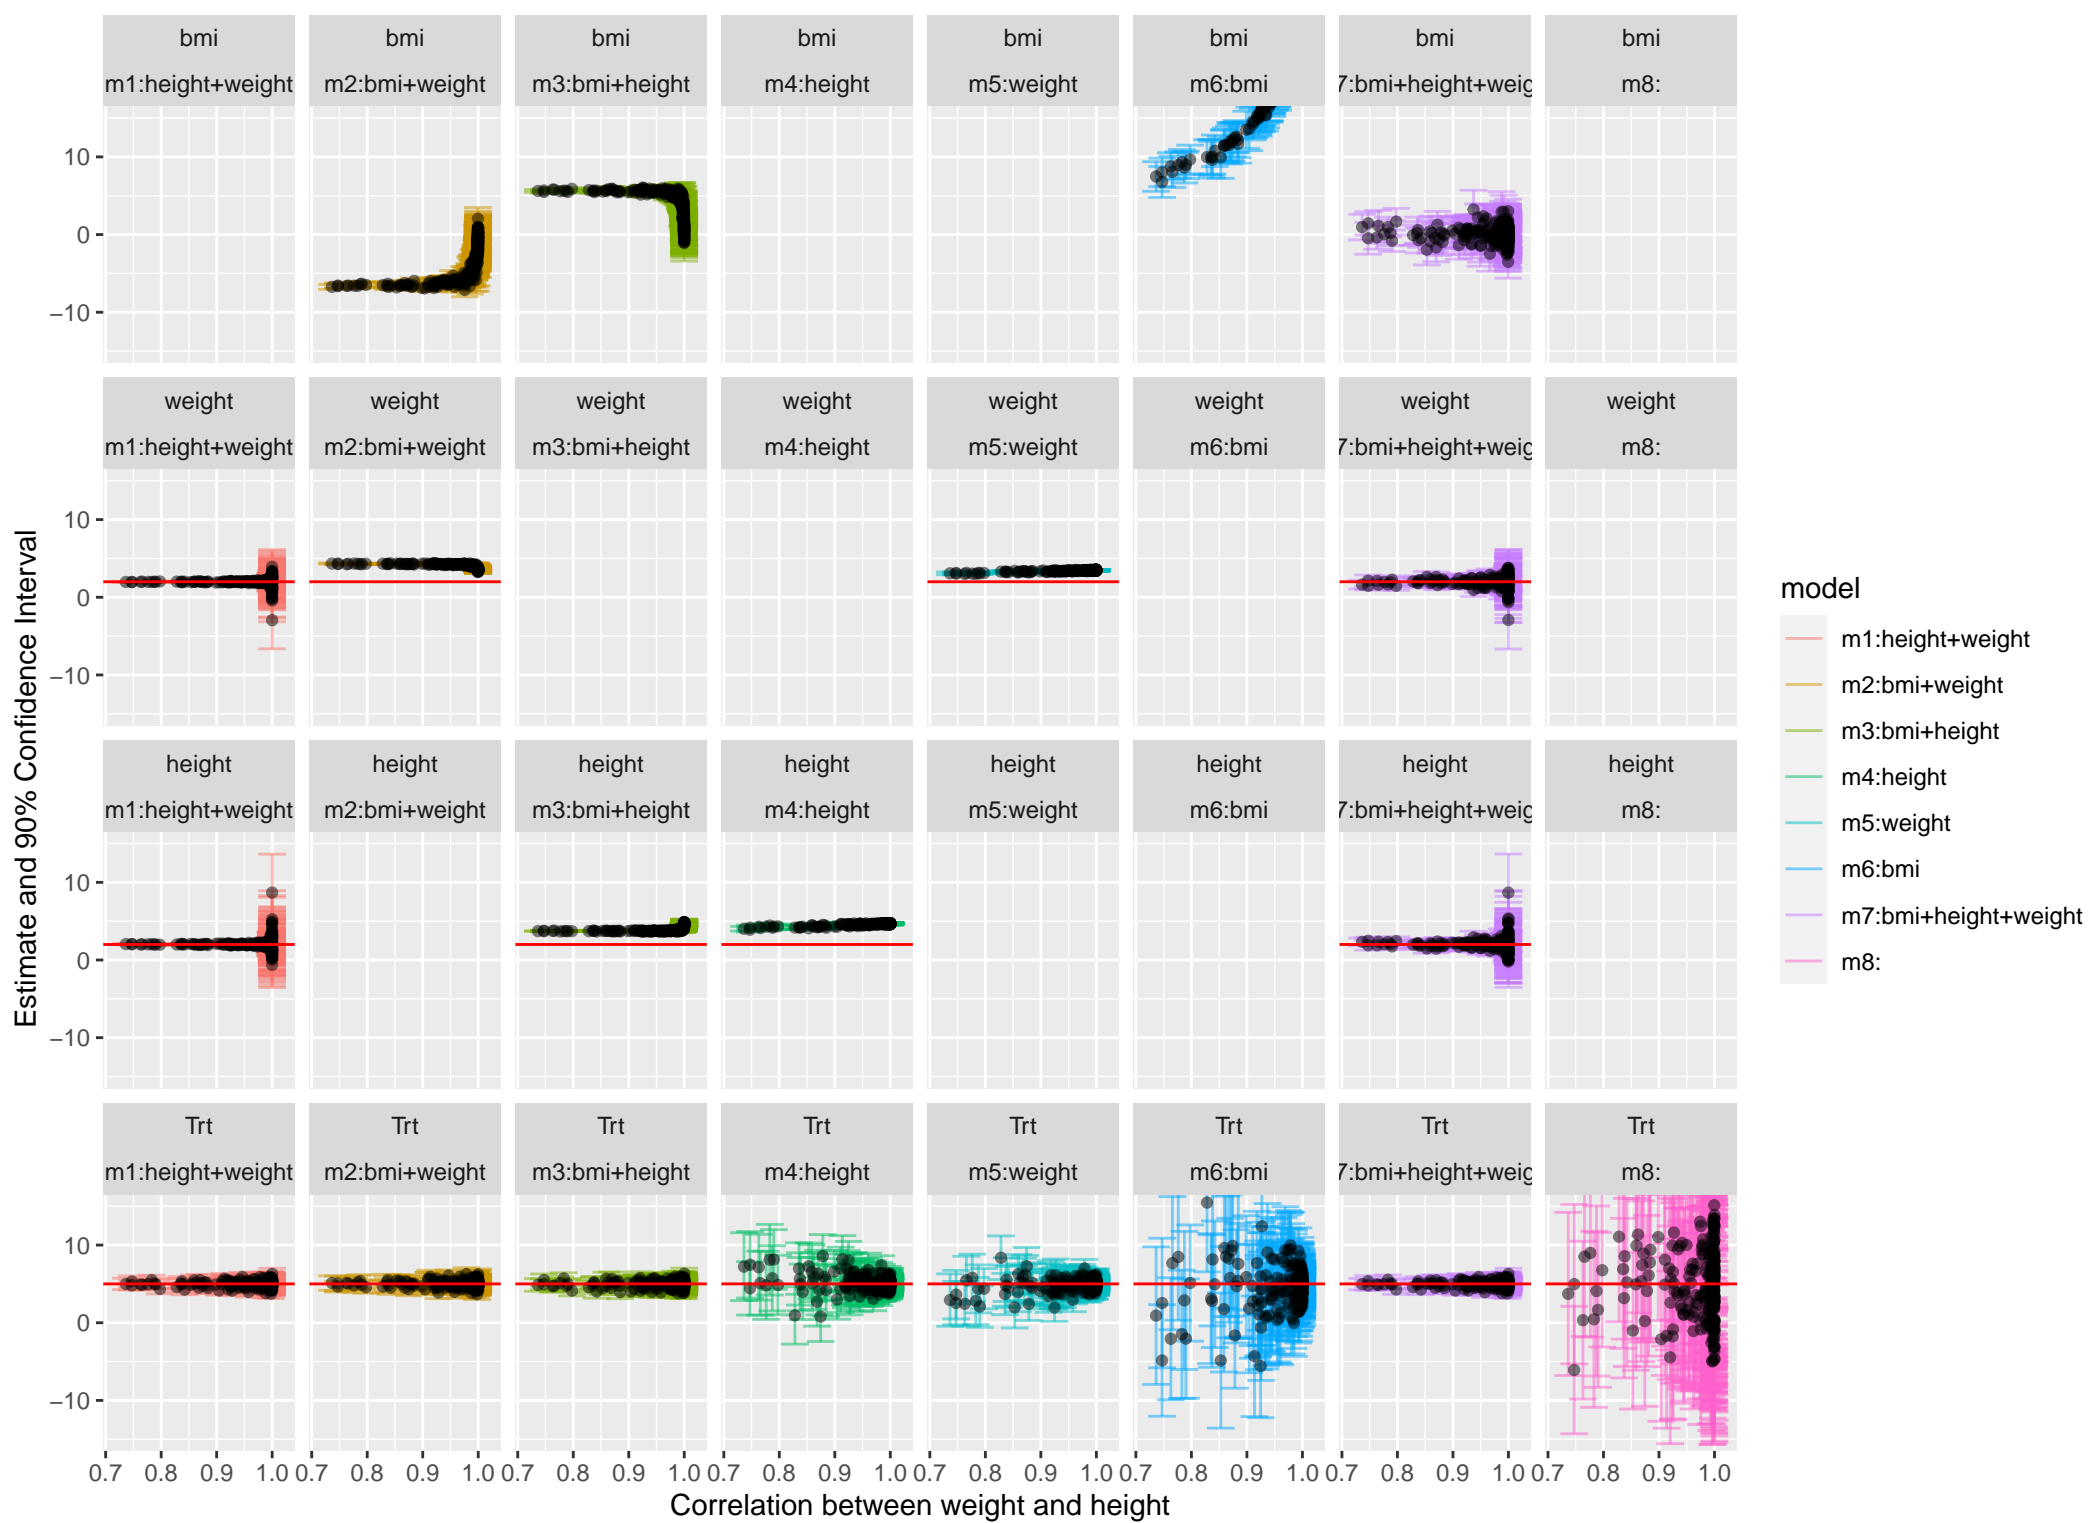 bmi bmi bmi bmi bmi bmi bmi bmi
m1:height+weight m2:bmi+weight m3:bmi+height m4:height m5:weight m6:bmi 7:bmi+height+weig m8:
10
0
−10
weight weight weight weight weight weight weight weight
m1:height+weight m2:bmi+weight m3:bmi+height m4:height m5:weight m6:bmi 7:bmi+height+weig m8:
10
0
−10
height height height height height height height height
m1:height+weight m2:bmi+weight m3:bmi+height m4:height m5:weight m6:bmi 7:bmi+height+weig m8:
10
0
−10
Trt Trt Trt Trt Trt Trt Trt Trt
m1:height+weight m2:bmi+weight m3:bmi+height m4:height m5:weight m6:bmi 7:bmi+height+weig m8:
10
0
−10
0.7 0.8 0.9 1.0 0.7 0.8 0.9 1.0 0.7 0.8 0.9 1.0 0.7 0.8 0.9 1.0 0.7 0.8 0.9 1.0 0.7 0.8 0.9 1.0 0.7 0.8 0.9 1.0 0.7 0.8 0.9 1.0
Correlation between weight and height
Estimate and 90% Confidence Interval
model
m1:height+weight
m2:bmi+weight
m3:bmi+height
m4:height
m5:weight
m6:bmi
m7:bmi+height+weight
m8: